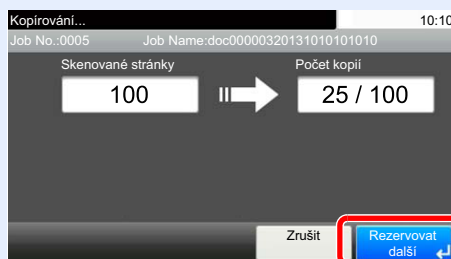 Kopírování... 10:10
Job No.:0005 Job Name:doc00000320131010101010
Skenované stránky Počet kopií
100 25 / 100
Zrušit Rezervovat
další